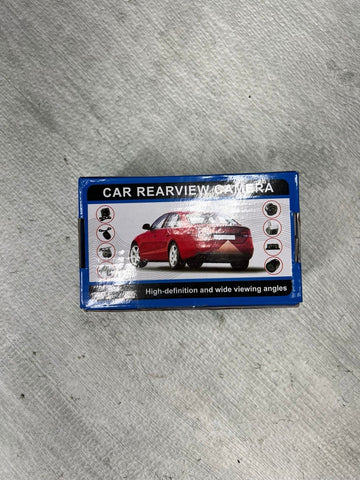 CAR REARVIEW CAMERA
High-definition and wide viewing angles